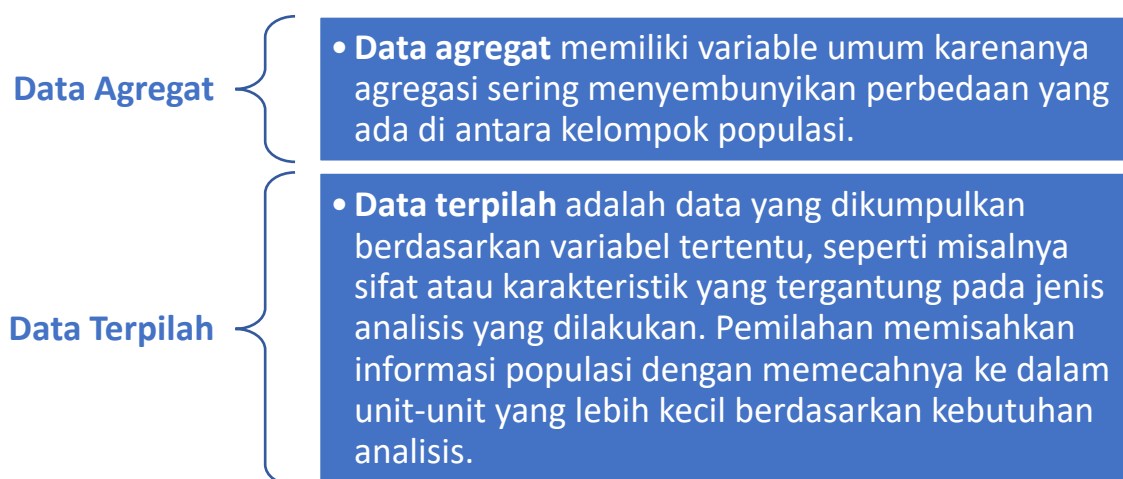 Data Agregat
• Data agregat memiliki variable umum karenanya
agregasi sering menyembunyikan perbedaan yang
ada di antara kelompok populasi.
Data Terpilah
• Data terpilah adalah data yang dikumpulkan
berdasarkan variabel tertentu, seperti misalnya
sifat atau karakteristik yang tergantung pada jenis
analisis yang dilakukan. Pemilahan memisahkan
informasi populasi dengan memecahnya ke dalam
unit-unit yang lebih kecil berdasarkan kebutuhan
analisis.